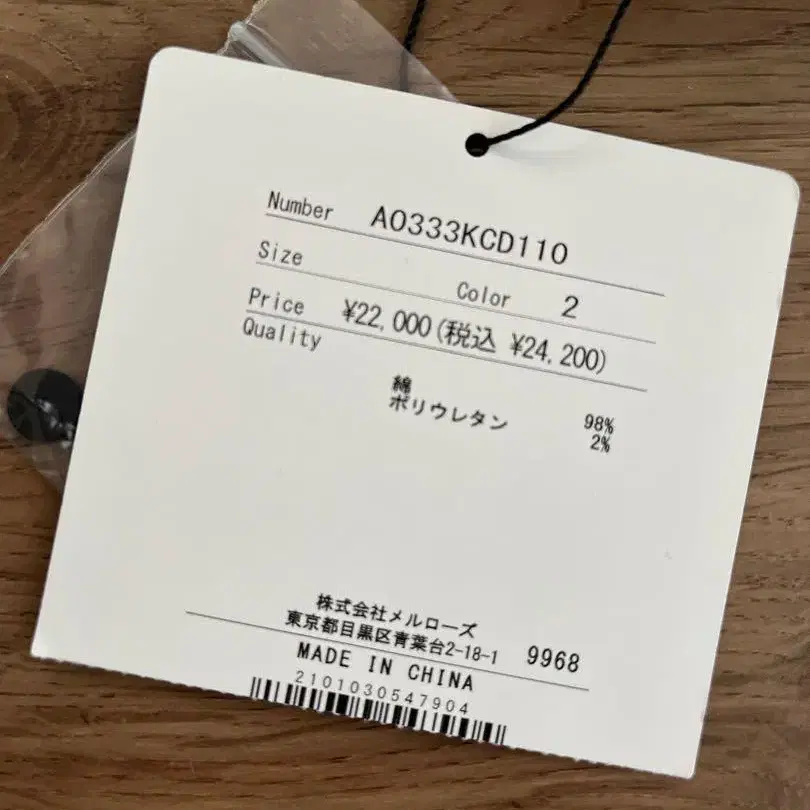 Number A0333KCD110
Size Color 2
Price ¥22,000(税込 ¥24,200)
Quality
綿 98%
ポリウレタン 2%
株式会社メルローズ
東京都目黒区青葉台2-18-1 9968
MADE IN CHINA
2101030547904